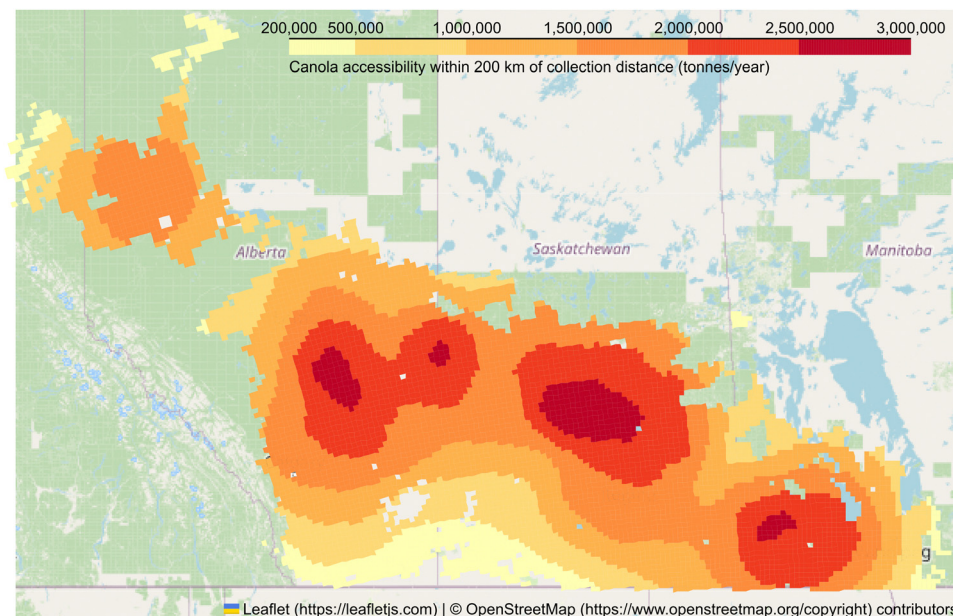 200,000 500,000 1,000,000 1,500,000 2,000,000 2,500,000 3,000,000
Canola accessibility within 200 km of collection distance (tonnes/year)
Alberta
Saskatchewan
Manitoba
g
Leaflet (https://leafletjs.com) | © OpenStreetMap (https://www.openstreetmap.org/copyright) contributors